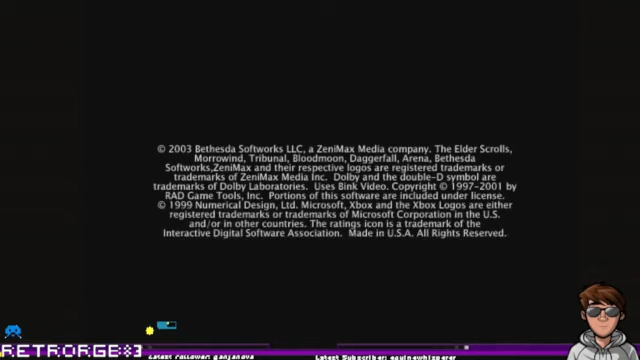 © 2003 Bethesda Softworks LLC, a ZeniMax Media company. The Elder Scrolls,
Morrowind, Tribunal, Bloodmoon, Daggerfall, Arena, Bethesda
Softworks,ZeniMax and their respective logos are registered trademarks or
trademarks of ZeniMax Media Inc. Dolby and the double-D symbol are
trademarks of Dolby Laboratories. Uses Bink Video. Copyright © 1997-2001 by
RAD Game Tools, Inc. Portions of this software are included under license.
© 1999 Numerical Design, Ltd. Microsoft, Xbox and the Xbox Logos are either
registered trademarks or trademarks of Microsoft Corporation in the U.S.
and/or in other countries. The ratings icon is a trademark of the
Interactive Digital Software Association. Made in U.S.A. All Rights Reserved.
Latest Follower: ganjanova
Latest Subscriber: equinewhisperer